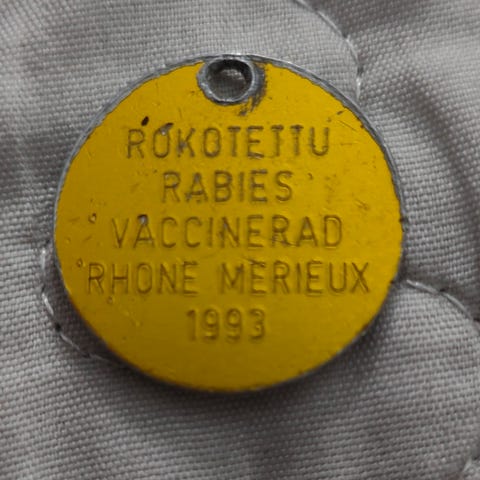 ROKOTETTU
RABIES
VACCINERAD
RHONE MERIEUX
1993